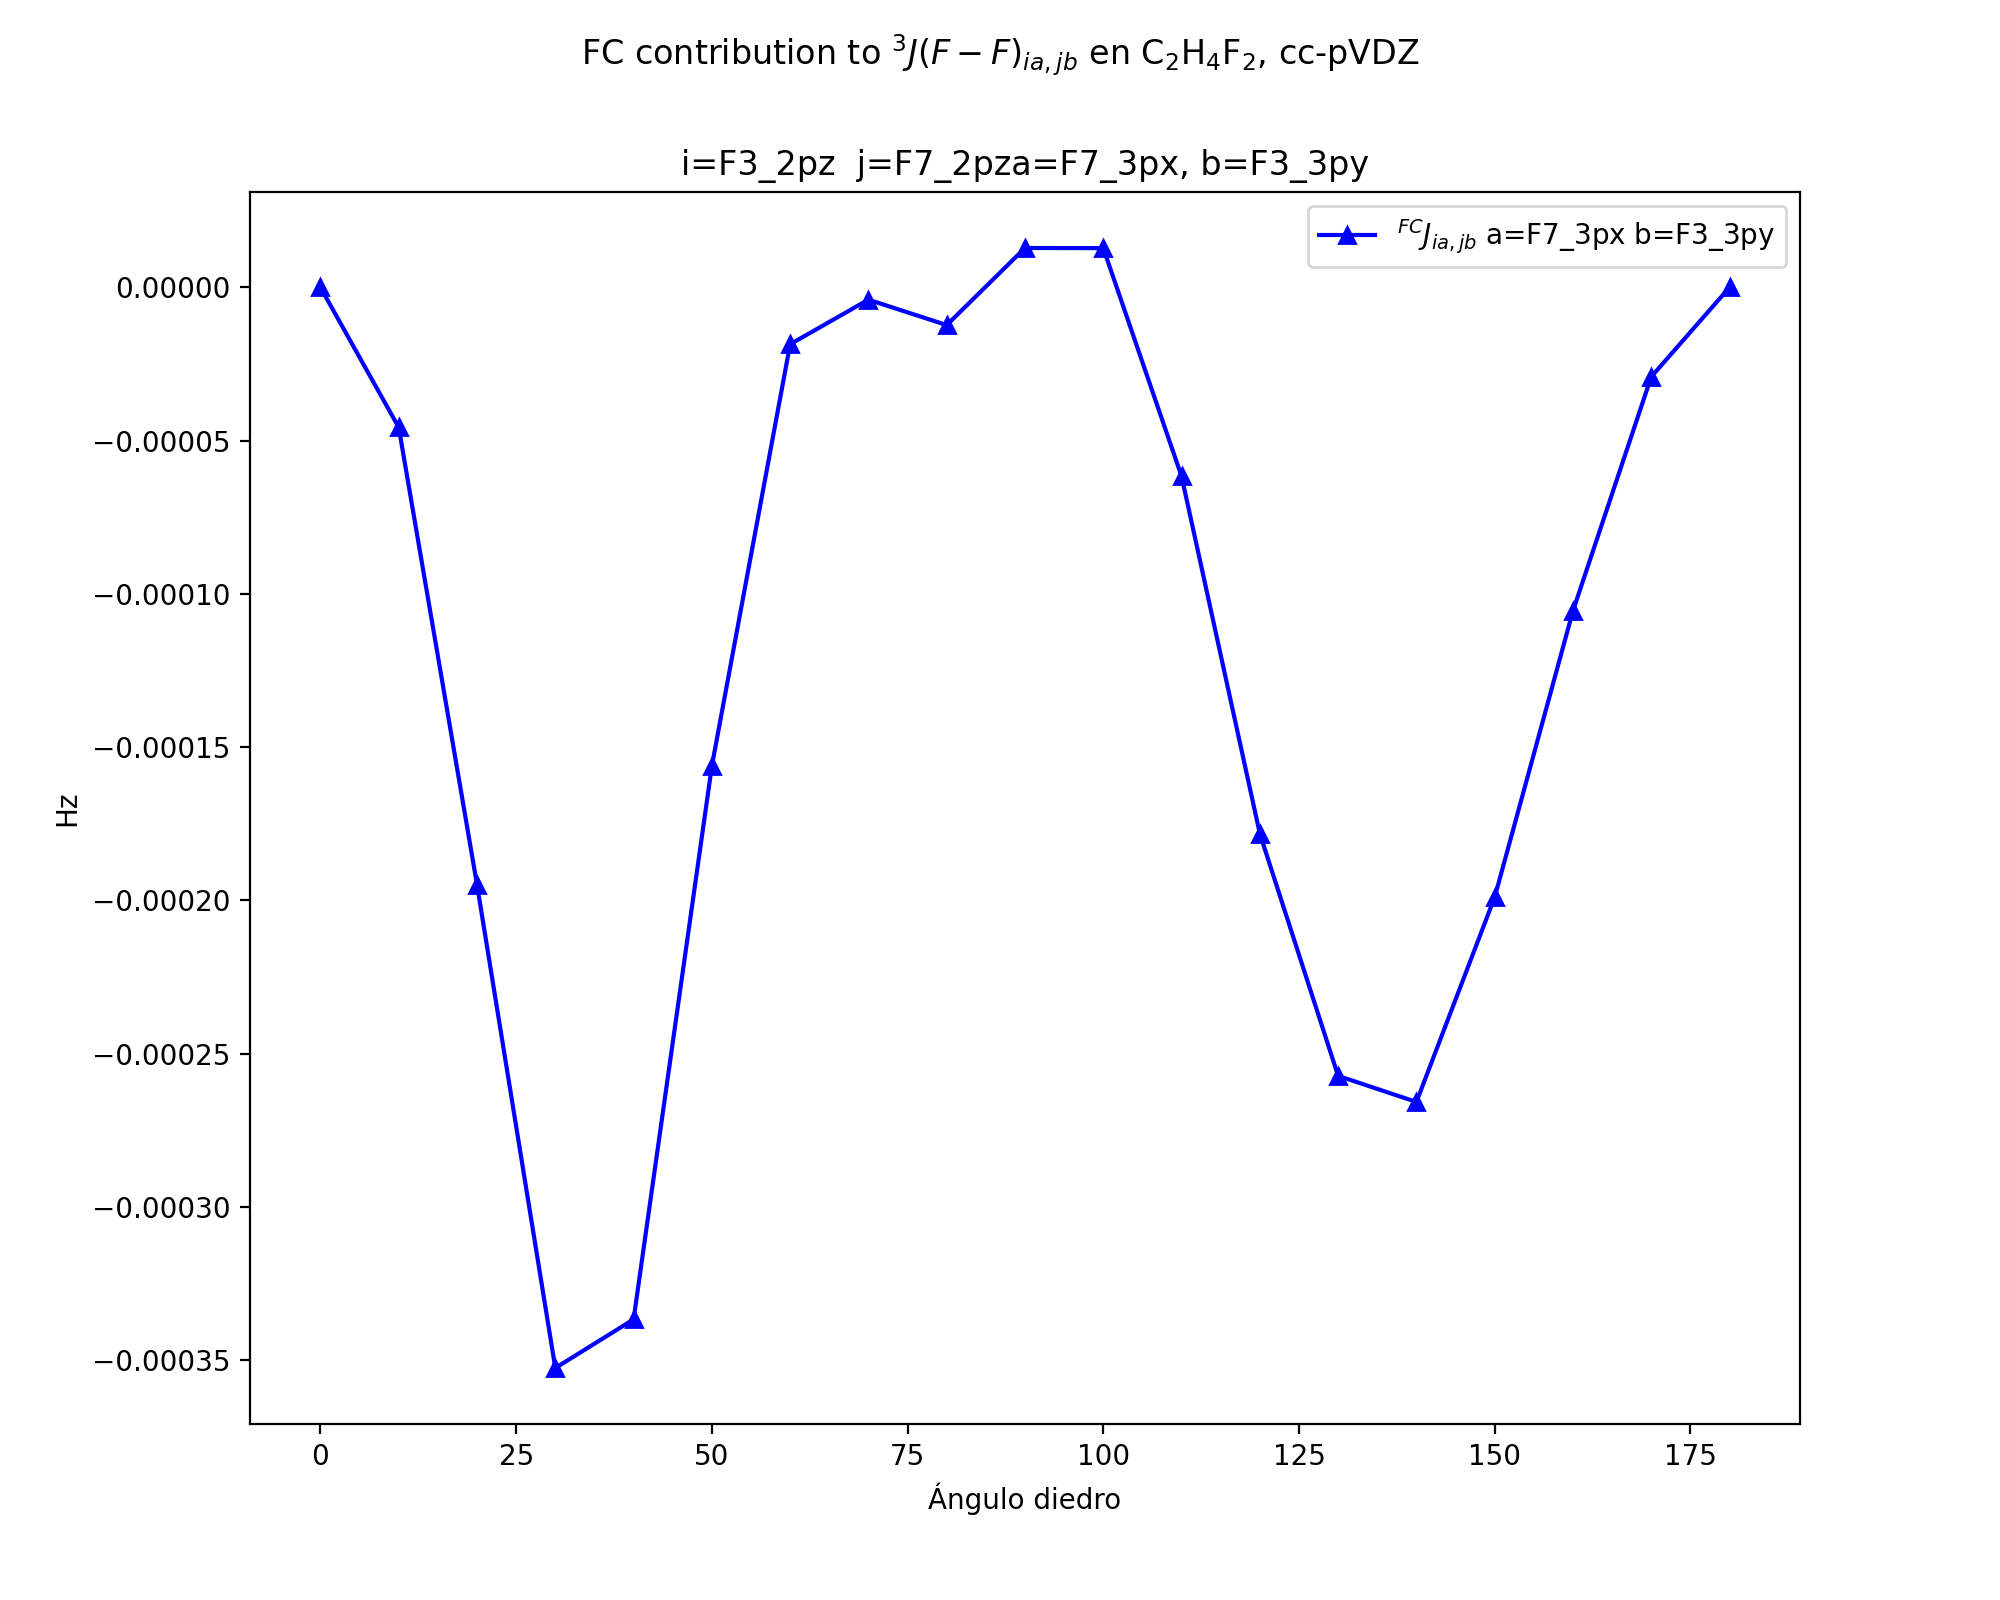 FC contribution to ³J(F − F)ia, jb en C₂H₄F₂, cc-pVDZ
i=F3_2pz  j=F7_2pza=F7_3px, b=F3_3py
FCJia, jb a=F7_3px b=F3_3py
0.00000
−0.00005
−0.00010
−0.00015
−0.00020
−0.00025
−0.00030
−0.00035
Hz
0 25 50 75 100 125 150 175
Ángulo diedro